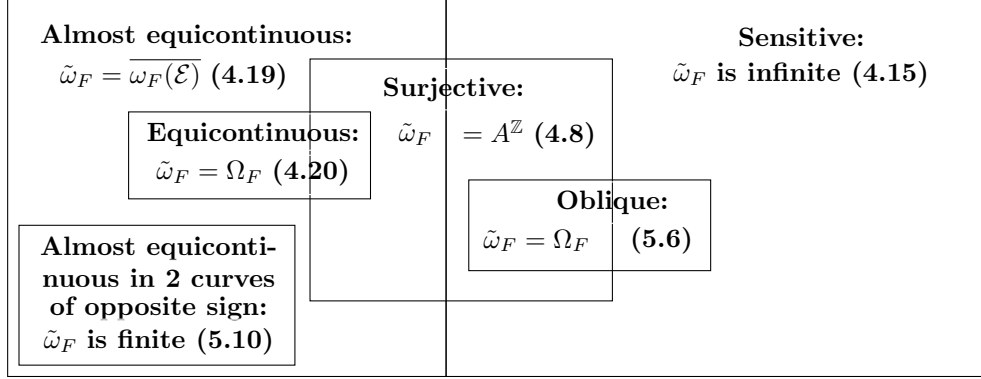 Almost equicontinuous:
ω̃_F = \overline{ω_F(ℰ)} (4.19)
Sensitive:
ω̃_F is infinite (4.15)
Surjective:
ω̃_F = A^ℤ (4.8)
Equicontinuous:
ω̃_F = Ω_F (4.20)
Oblique:
ω̃_F = Ω_F (5.6)
Almost equiconti-
nuous in 2 curves
of opposite sign:
ω̃_F is finite (5.10)